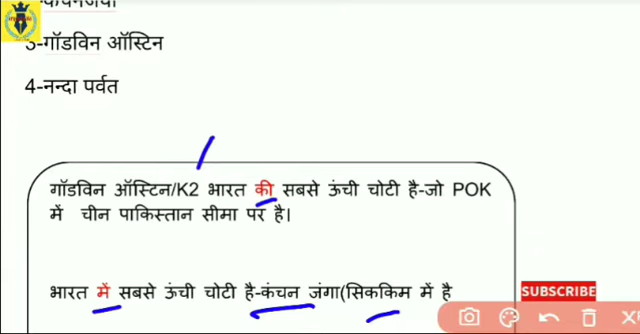 3-गॉडविन ऑस्टिन
4-नन्दा पर्वत
गॉडविन ऑस्टिन/K2 भारत की सबसे ऊंची चोटी है-जो POK
में चीन पाकिस्तान सीमा पर है।
भारत में सबसे ऊंची चोटी है-कंचन जंगा(सिककिम में है
SUBSCRIBE